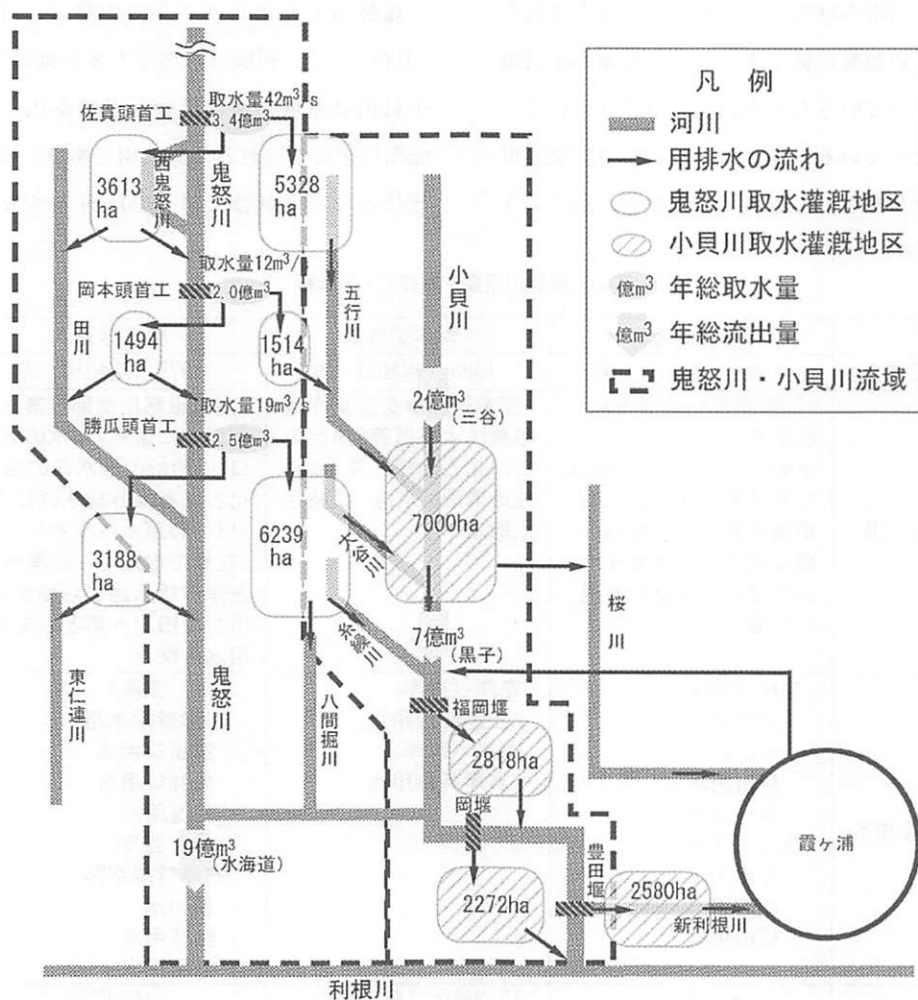 取水量42m³/s
佐貫頭首工
3.4億m³
西鬼怒川
鬼怒川
3613
ha
5328
ha
取水量12m³/
岡本頭首工
2.0億m³
田川
五行川
小貝川
1494
ha
1514
ha
取水量19m³/s
勝瓜頭首工
2.5億m³
2億m³
(三谷)
7000ha
3188
ha
6239
ha
大谷川
糸繰川
7億m³
(黒子)
桜川
東仁連川
鬼怒川
八間掘川
福岡堰
2818ha
岡堰
19億m³
(水海道)
豊田堰
2272ha
2580ha
新利根川
霞ヶ浦
利根川
凡 例
河川
用排水の流れ
鬼怒川取水灌漑地区
小貝川取水灌漑地区
億m³ 年総取水量
億m³ 年総流出量
鬼怒川・小貝川流域